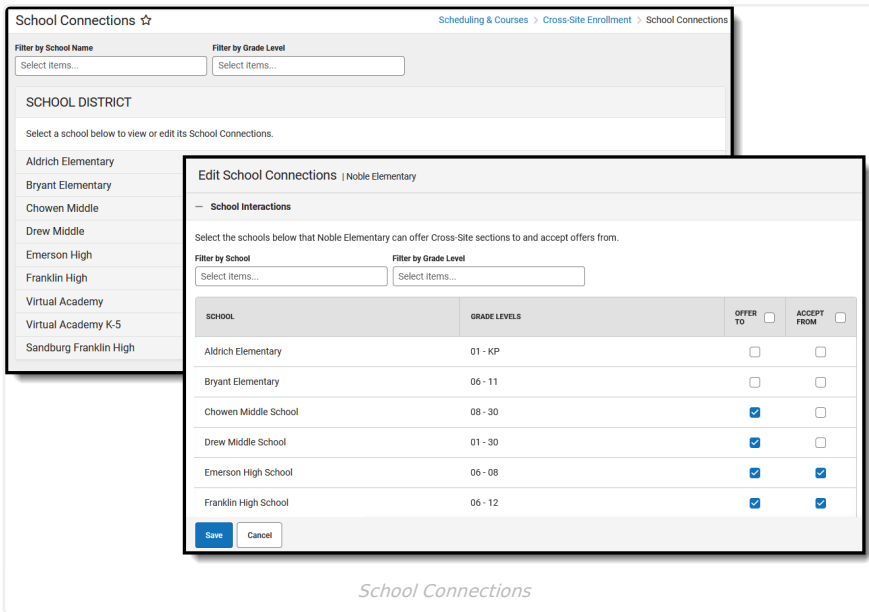 School Connections
Scheduling & Courses > Cross-Site Enrollment > School Connections
Filter by School Name Filter by Grade Level
Select items... Select items...
SCHOOL DISTRICT
Select a school below to view or edit its School Connections.
Aldrich Elementary
Bryant Elementary
Chowen Middle
Drew Middle
Emerson High
Franklin High
Virtual Academy
Virtual Academy K-5
Sandburg Franklin High
Edit School Connections | Noble Elementary
School Interactions
Select the schools below that Noble Elementary can offer Cross-Site sections to and accept offers from.
Filter by School Filter by Grade Level
Select items... Select items...
SCHOOL GRADE LEVELS OFFER TO ACCEPT FROM
Aldrich Elementary 01 - KP
Bryant Elementary 06 - 11
Chowen Middle School 08 - 30
Drew Middle School 01 - 30
Emerson High School 06 - 08
Franklin High School 06 - 12
Save Cancel
School Connections